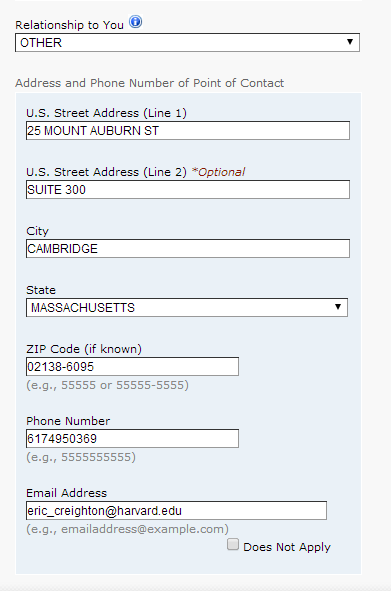 Relationship to You
OTHER
Address and Phone Number of Point of Contact
U.S. Street Address (Line 1)
25 MOUNT AUBURN ST
U.S. Street Address (Line 2) *Optional
SUITE 300
City
CAMBRIDGE
State
MASSACHUSETTS
ZIP Code (if known)
02138-6095
(e.g., 55555 or 55555-5555)
Phone Number
6174950369
(e.g., 5555555555)
Email Address
eric_creighton@harvard.edu
(e.g., emailaddress@example.com)
Does Not Apply